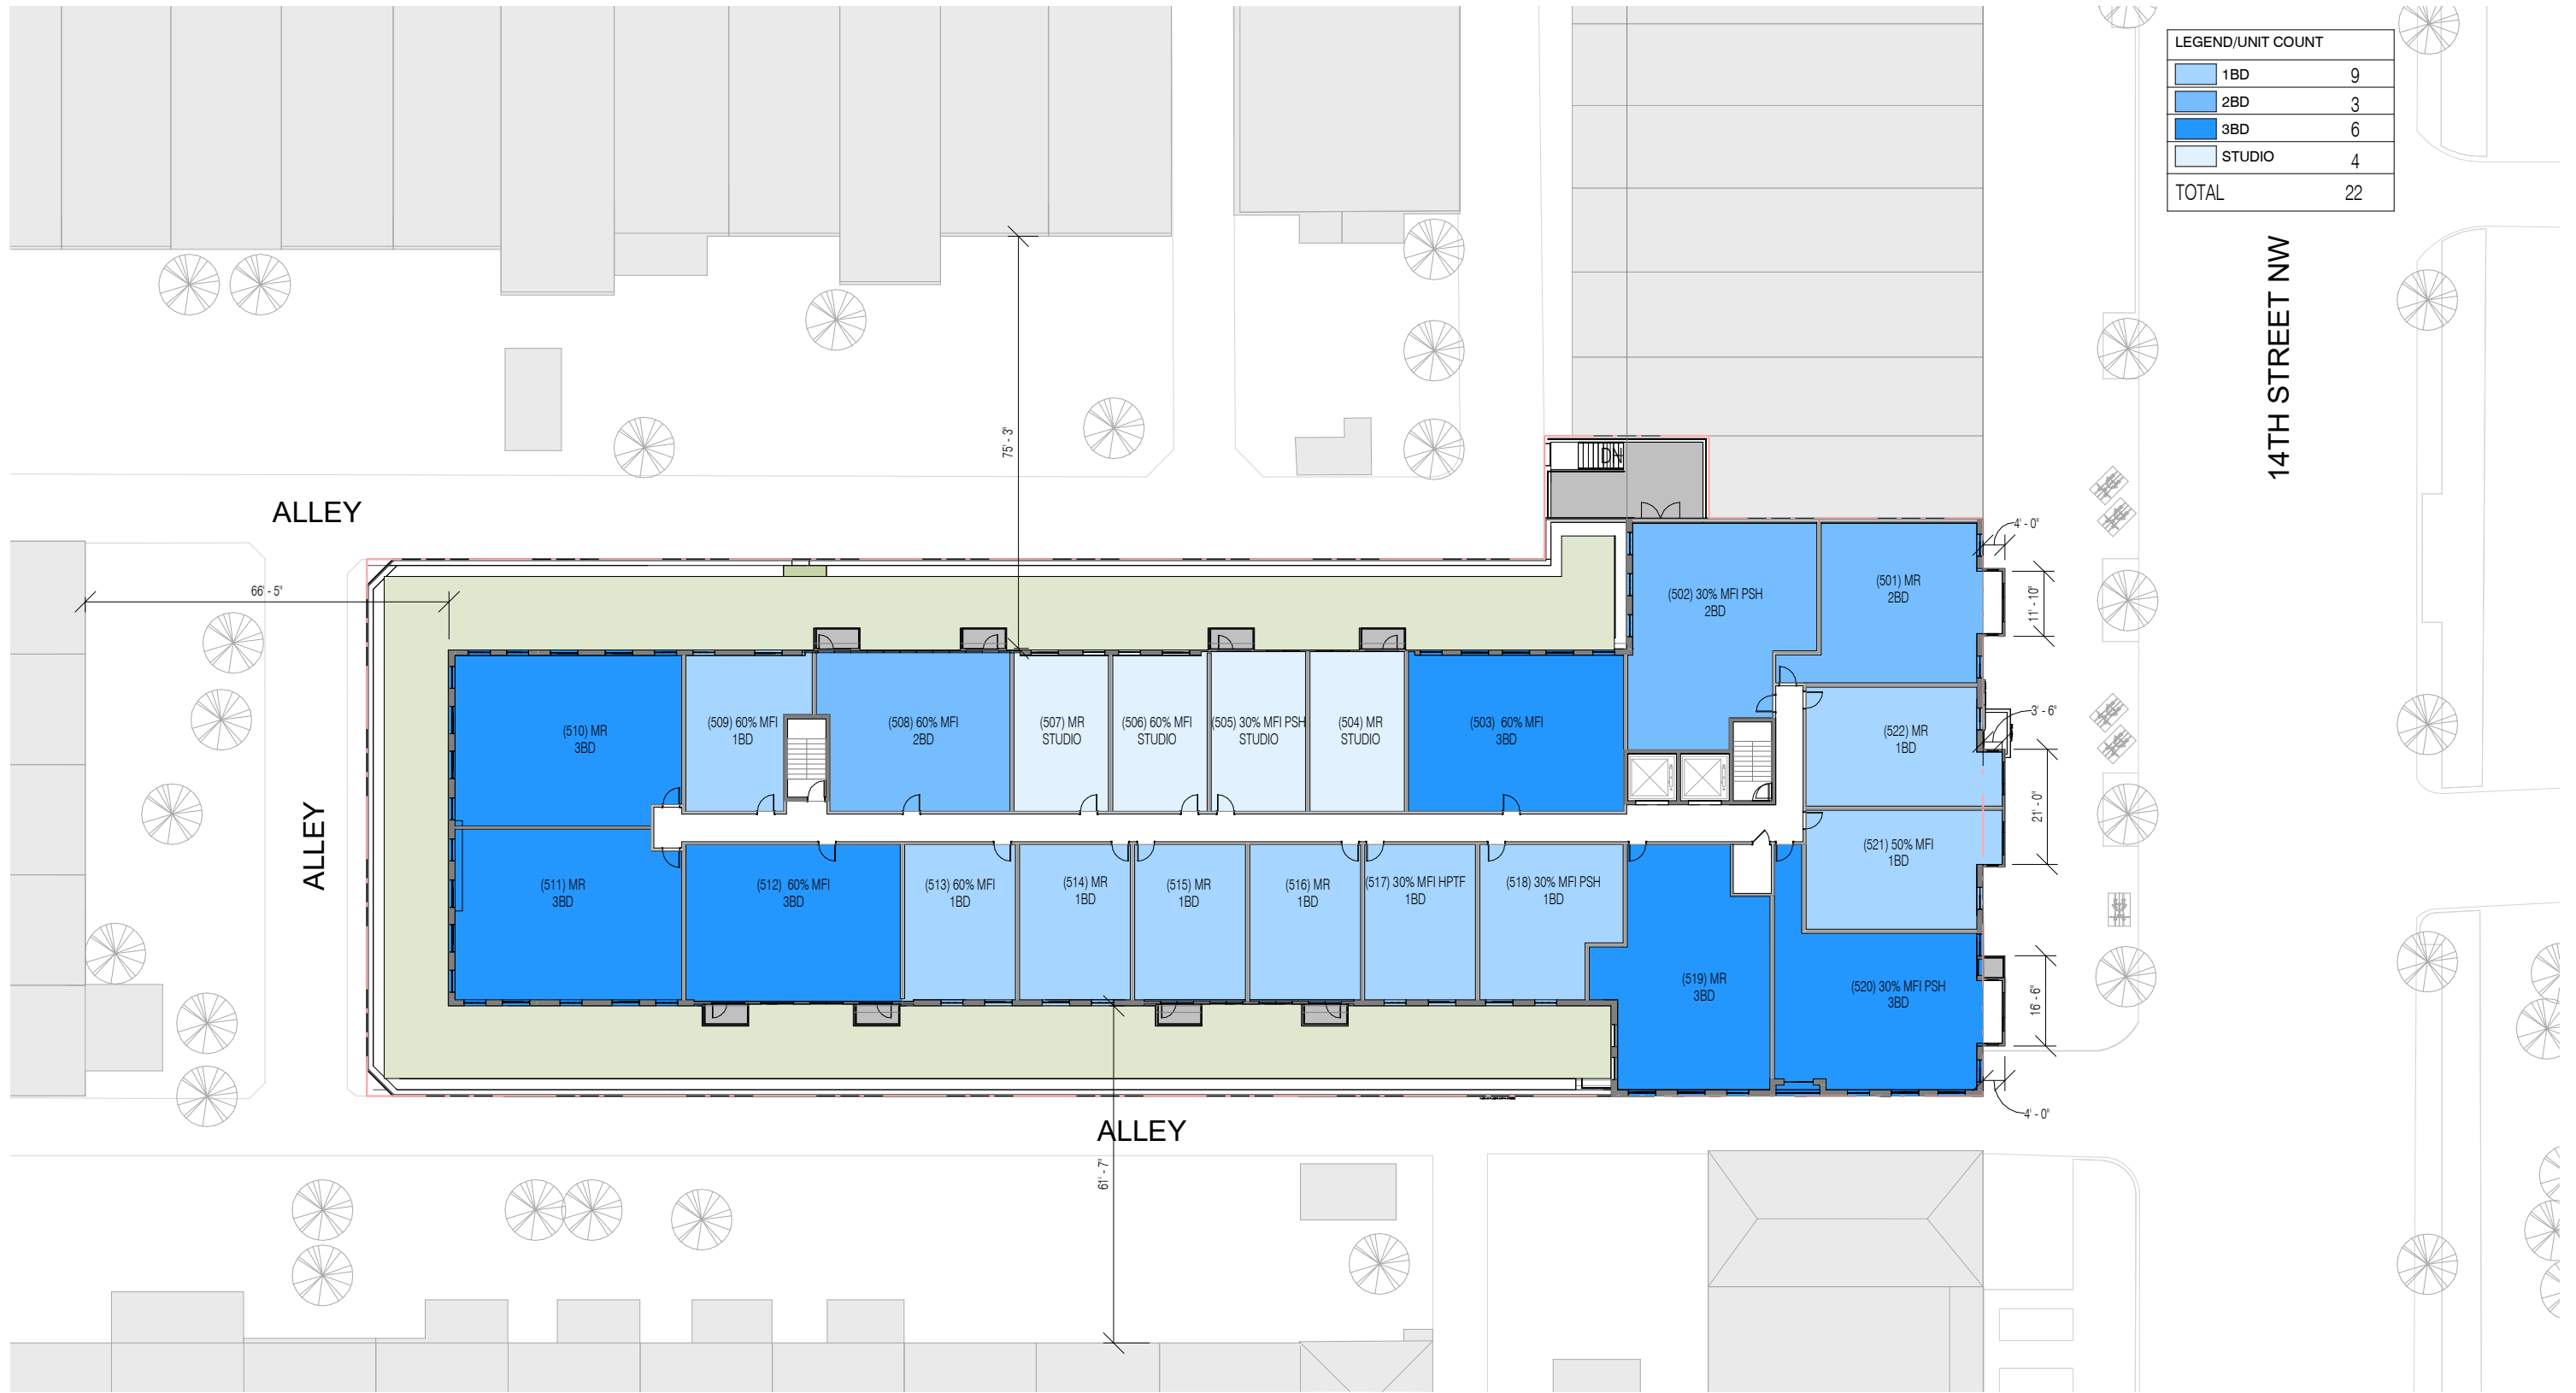 LEGEND/UNIT COUNT
1BD 9
2BD 3
3BD 6
STUDIO 4
TOTAL 22
14TH STREET NW
75' - 3"
DN
ALLEY
4' - 0"
66' - 5"
11' - 10"
(501) MR
2BD
(502) 30% MFI PSH
2BD
(510) MR
3BD
(509) 60% MFI
1BD
(508) 60% MFI
2BD
(507) MR
STUDIO
(506) 60% MFI
STUDIO
(505) 30% MFI PSH
STUDIO
(504) MR
STUDIO
(503) 60% MFI
3BD
(522) MR
1BD
3' - 6"
21' - 0"
ALLEY
(521) 50% MFI
1BD
(511) MR
3BD
(512) 60% MFI
3BD
(513) 60% MFI
1BD
(514) MR
1BD
(515) MR
1BD
(516) MR
1BD
(517) 30% MFI HPTF
1BD
(518) 30% MFI PSH
1BD
(519) MR
3BD
(520) 30% MFI PSH
3BD
16' - 6"
4' - 0"
ALLEY
61' - 7"